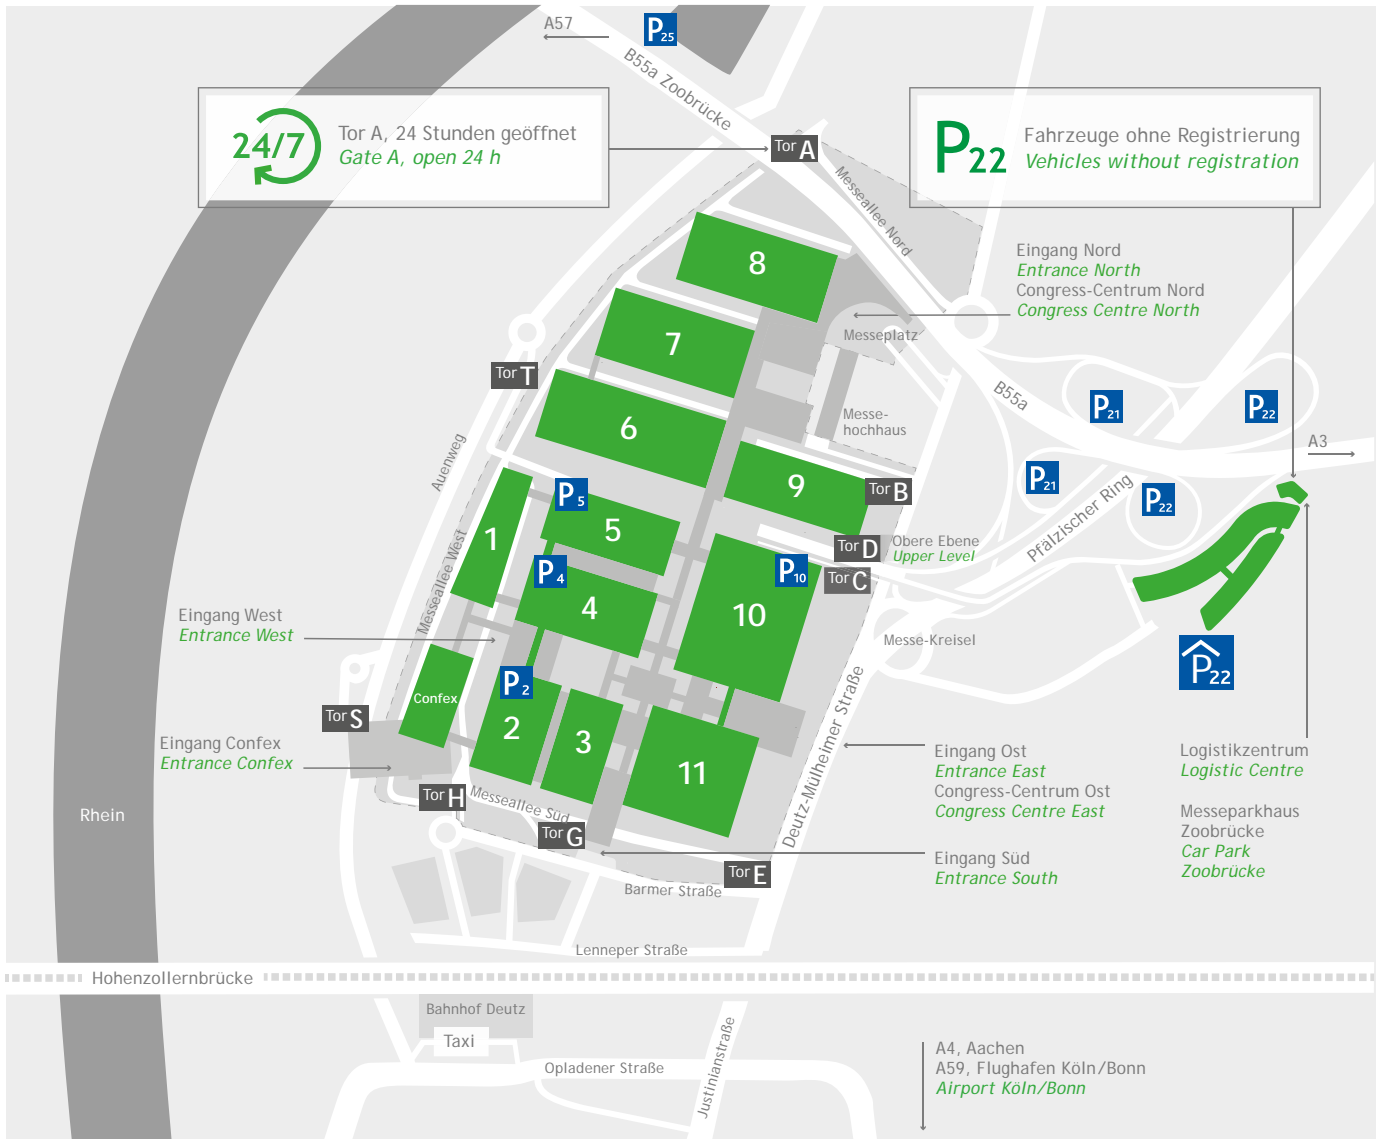 A57
P25
B55a Zoobrücke
24/7
Tor A, 24 Stunden geöffnet
Gate A, open 24 h
Tor A
P22
Fahrzeuge ohne Registrierung
Vehicles without registration
Messeallee Nord
Eingang Nord
Entrance North
Congress-Centrum Nord
Congress Centre North
8
7
Messeplatz
Tor T
B55a
P21
P22
Messe-
hochhaus
6
A3
Auenweg
P5
9
Tor B
P21
P22
Pfälzischer Ring
1
5
Tor D
Obere Ebene
Upper Level
P4
P10
Tor C
Messeallee West
4
10
Eingang West
Entrance West
Messe-Kreisel
P22
P2
Confex
Tor S
2
3
11
Eingang Confex
Entrance Confex
Deutz-Mülheimer Straße
Eingang Ost
Entrance East
Congress-Centrum Ost
Congress Centre East
Logistikzentrum
Logistic Centre
Tor H
Messeallee Süd
Rhein
Tor G
Messeparkhaus
Zoobrücke
Car Park
Zoobrücke
Eingang Süd
Entrance South
Tor E
Barmer Straße
Lenneper Straße
Hohenzollernbrücke
Bahnhof Deutz
Taxi
Opladener Straße
Justinianstraße
A4, Aachen
A59, Flughafen Köln/Bonn
Airport Köln/Bonn